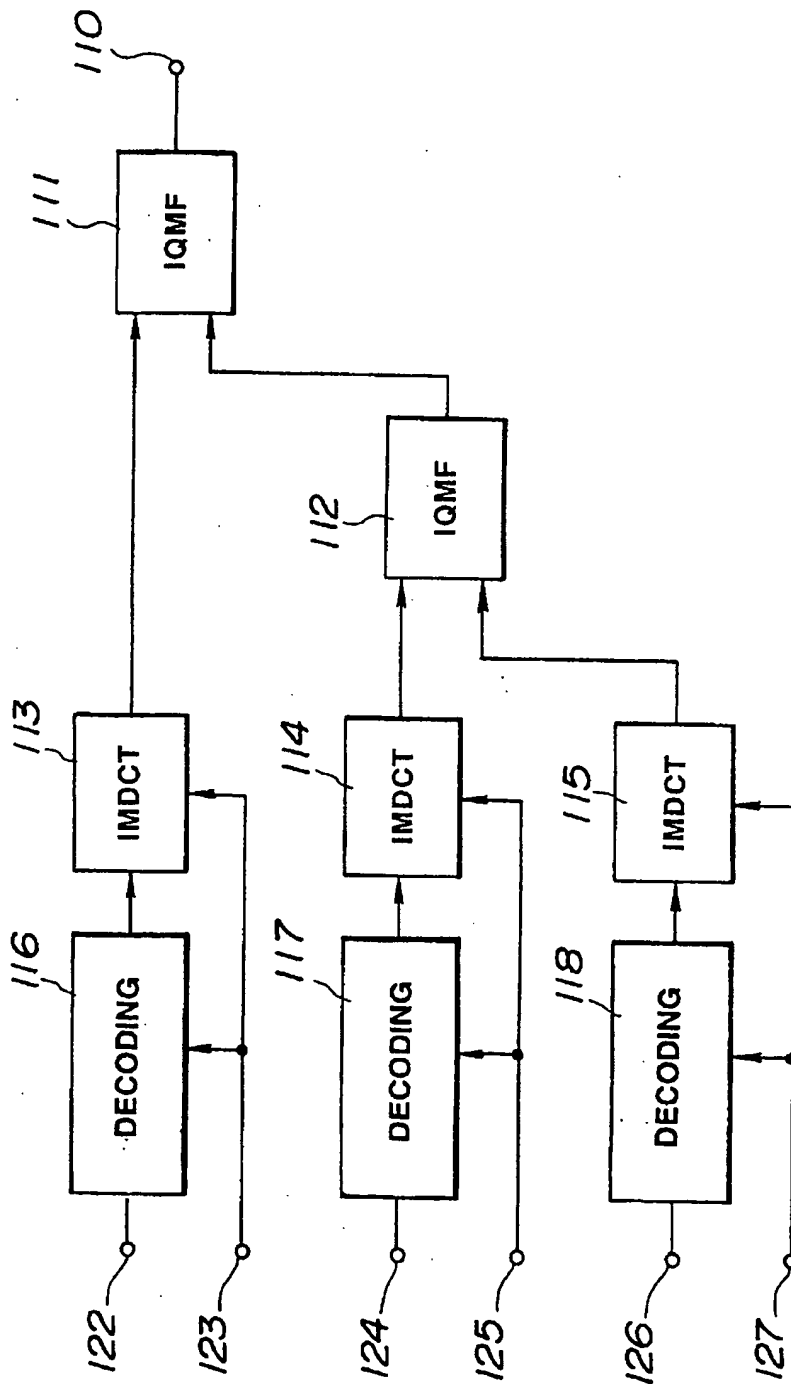 110
111
IQMF
112
IQMF
113
IMDCT
114
IMDCT
115
IMDCT
116
DECODING
117
DECODING
118
DECODING
122
123
124
125
126
127